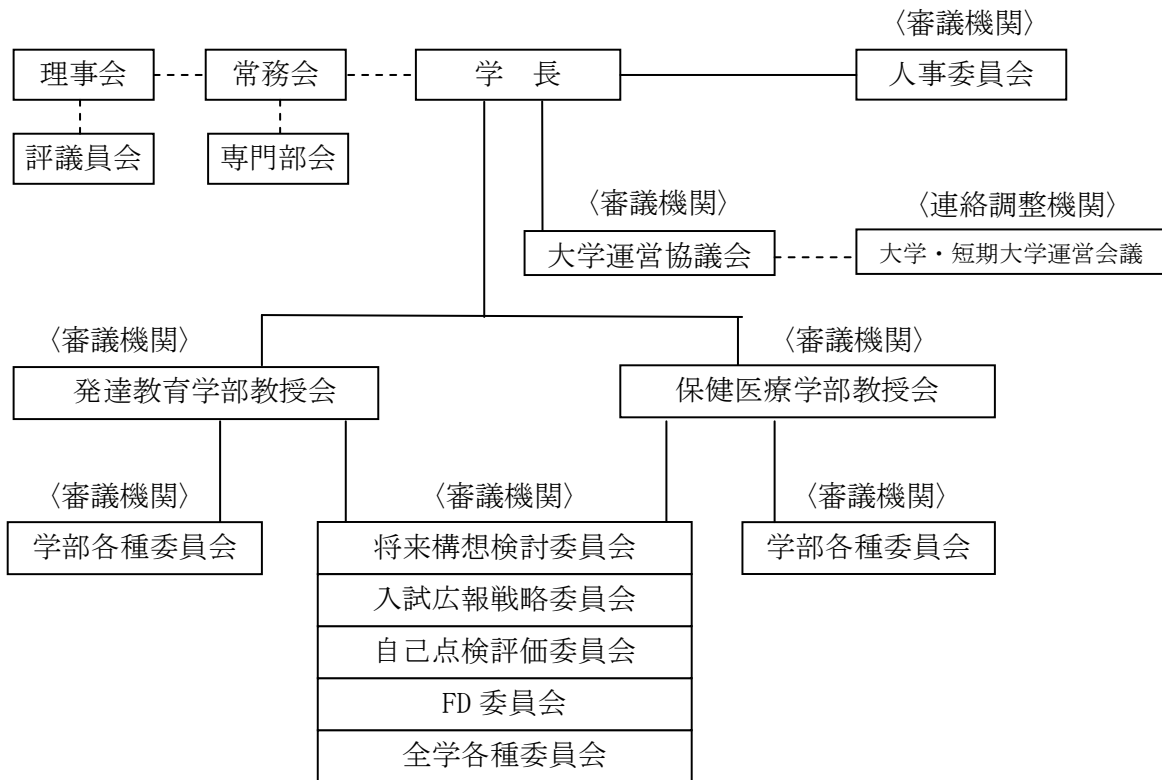 〈審議機関〉
理事会
常務会
学 長
人事委員会
評議員会
専門部会
〈審議機関〉
〈連絡調整機関〉
大学運営協議会
大学・短期大学運営会議
〈審議機関〉
〈審議機関〉
発達教育学部教授会
保健医療学部教授会
〈審議機関〉
〈審議機関〉
〈審議機関〉
学部各種委員会
将来構想検討委員会
学部各種委員会
入試広報戦略委員会
自己点検評価委員会
FD 委員会
全学各種委員会